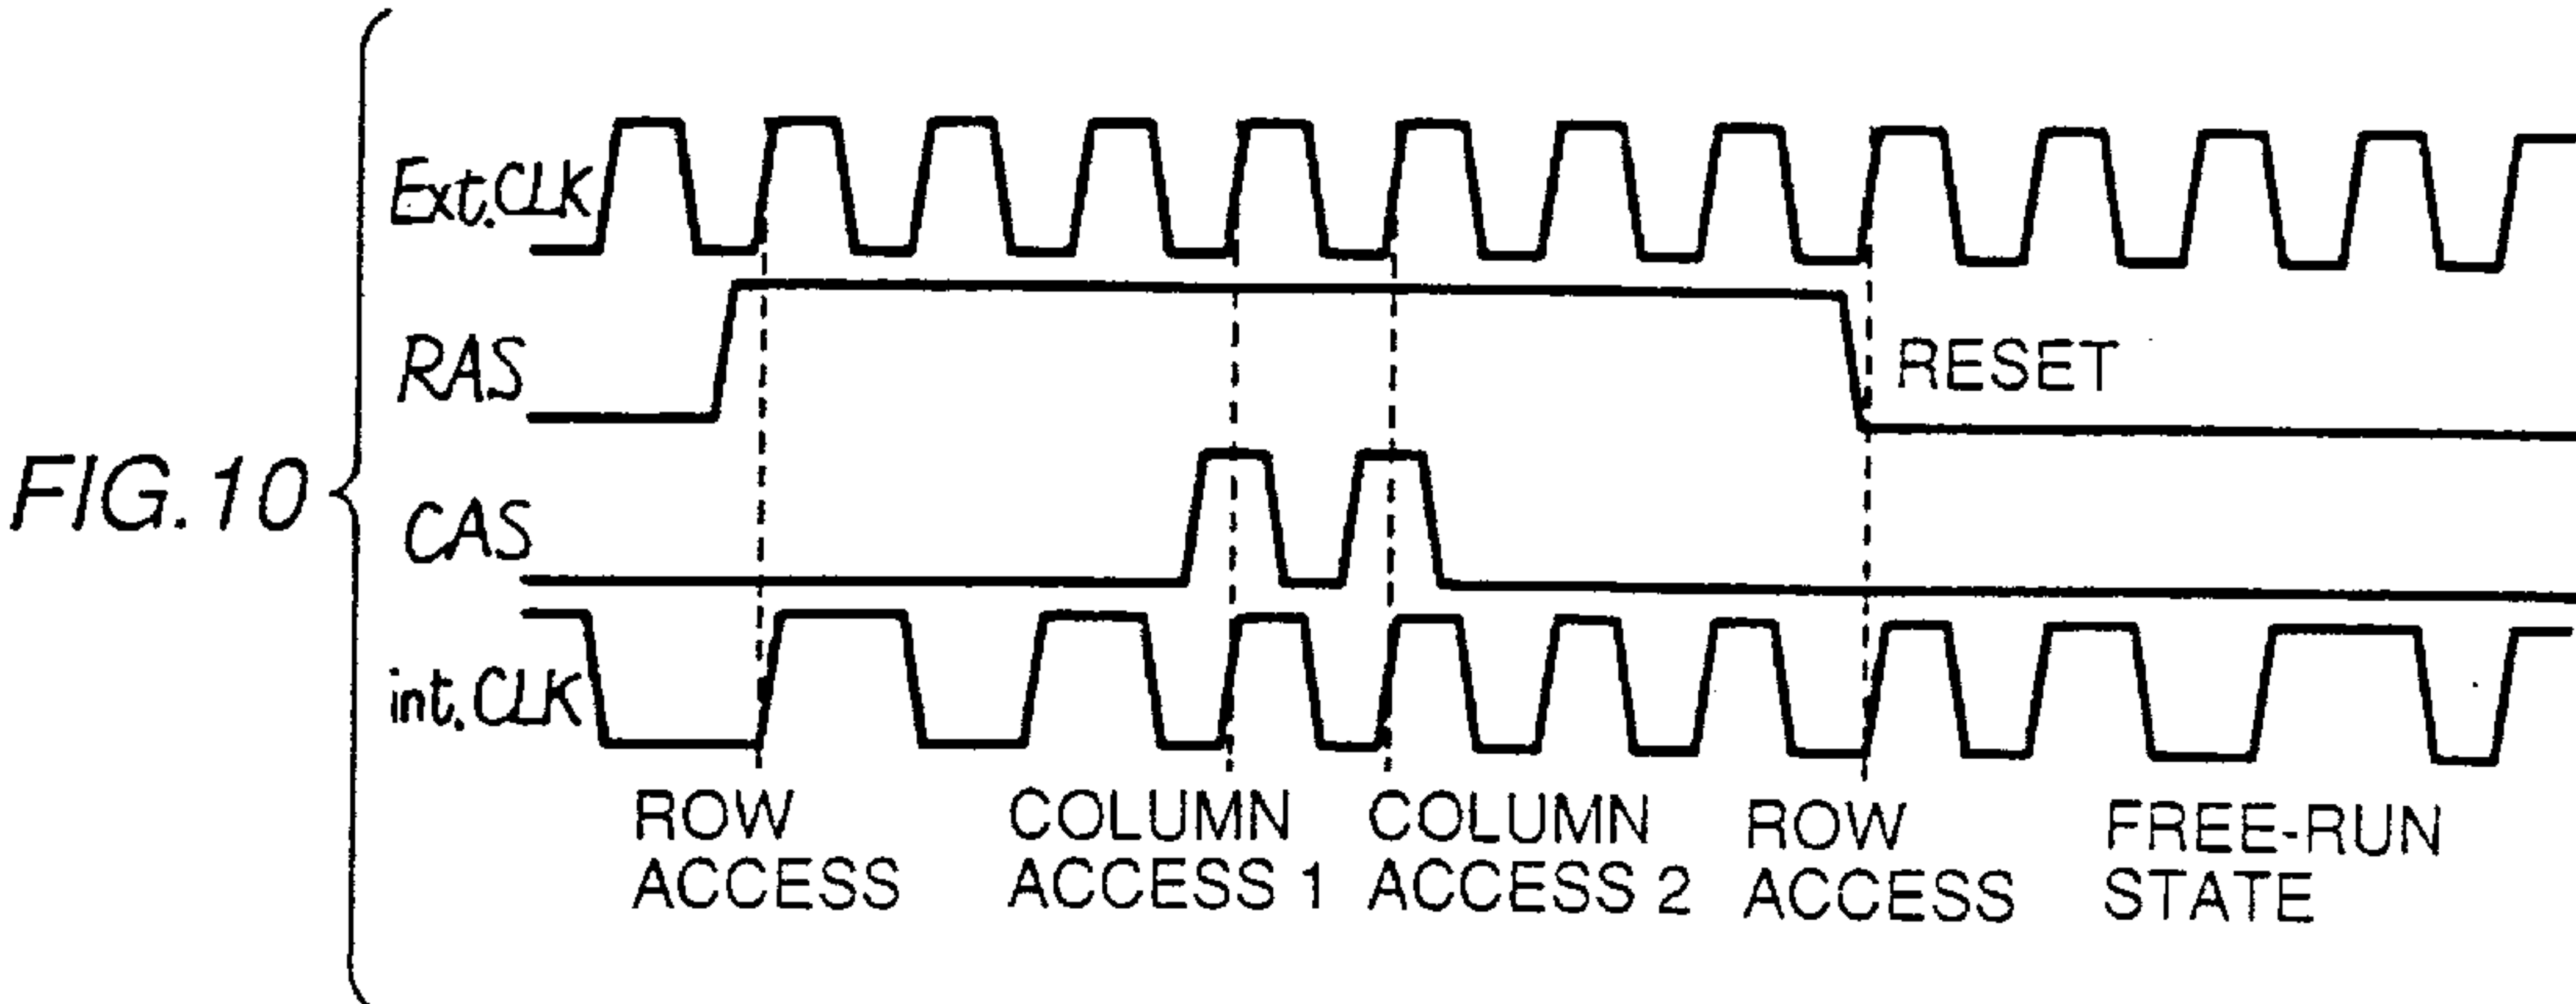 FIG.10
Ext.CLK
RAS
RESET
CAS
int.CLK
ROW
ACCESS
COLUMN
ACCESS 1
COLUMN
ACCESS 2
ROW
ACCESS
FREE-RUN
STATE